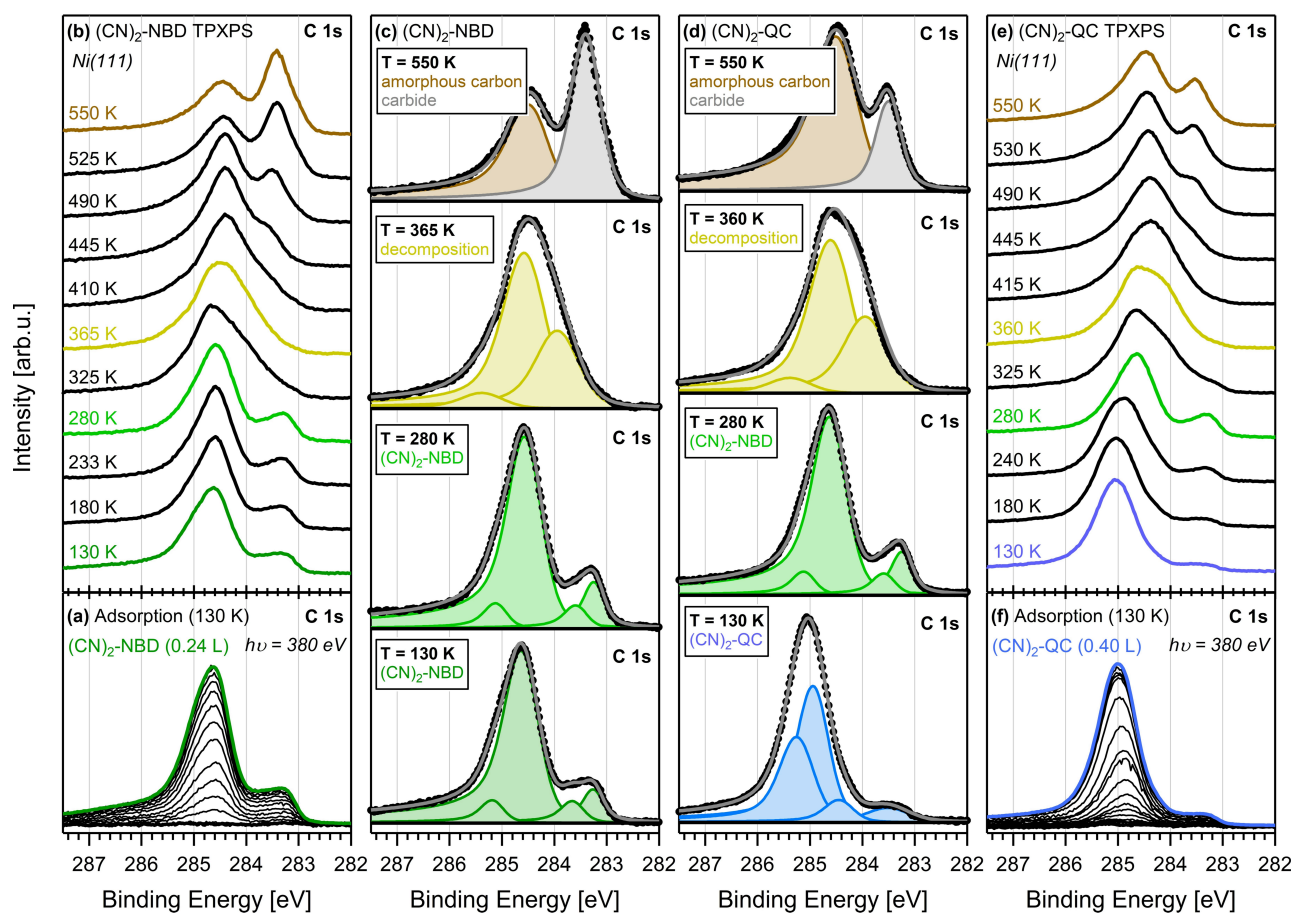 Intensity [arb.u.]
(b) (CN)2-NBD TPXPS C 1s
Ni(111)
550 K
525 K
490 K
445 K
410 K
365 K
325 K
280 K
233 K
180 K
130 K
(a) Adsorption (130 K) C 1s
(CN)2-NBD (0.24 L) hυ = 380 eV
287 286 285 284 283 282
Binding Energy [eV]
(c) (CN)2-NBD C 1s
T = 550 K
amorphous carbon
carbide
T = 365 K C 1s
decomposition
T = 280 K C 1s
(CN)2-NBD
T = 130 K C 1s
(CN)2-NBD
287 286 285 284 283 282
Binding Energy [eV]
(d) (CN)2-QC C 1s
T = 550 K
amorphous carbon
carbide
T = 360 K C 1s
decomposition
T = 280 K C 1s
(CN)2-NBD
T = 130 K C 1s
(CN)2-QC
287 286 285 284 283 282
Binding Energy [eV]
(e) (CN)2-QC TPXPS C 1s
Ni(111)
550 K
530 K
490 K
445 K
415 K
360 K
325 K
280 K
240 K
180 K
130 K
(f) Adsorption (130 K) C 1s
(CN)2-QC (0.40 L) hυ = 380 eV
287 286 285 284 283 282
Binding Energy [eV]